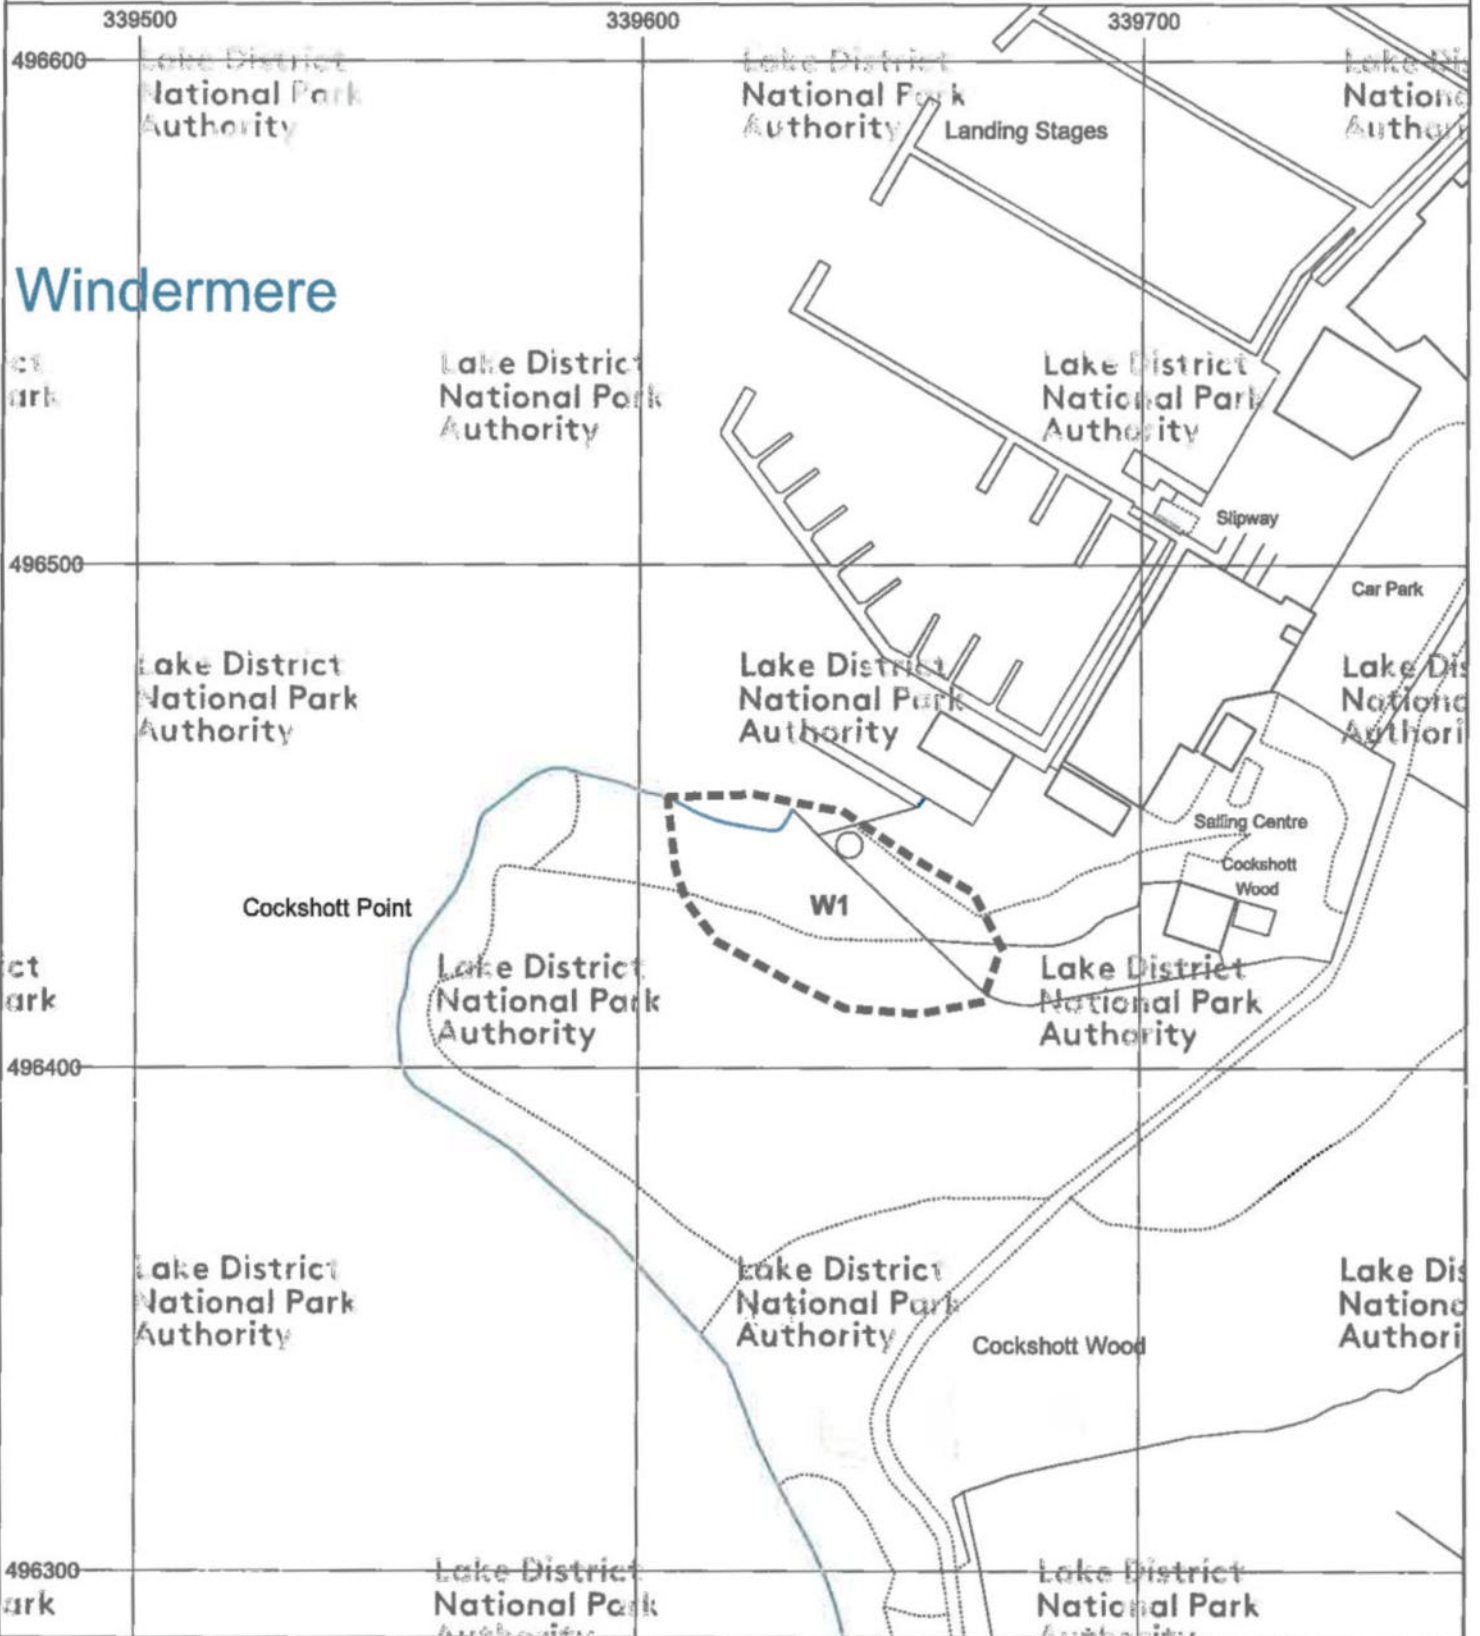 339500
339600
339700
496600
Lake District
National Park
Authority
Lake District
National Park
Authority
Landing Stages
Windermere
Lake District
National Park
Authority
Lake District
National Park
Authority
Slipway
496500
Car Park
Lake District
National Park
Authority
Lake District
National Park
Authority
Sailing Centre
Cockshott
Wood
Cockshott Point
W1
Lake District
National Park
Authority
Lake District
National Park
Authority
496400
Lake District
National Park
Authority
Lake District
National Park
Authority
Cockshott Wood
496300
Lake District
National Park
Lake District
National Park